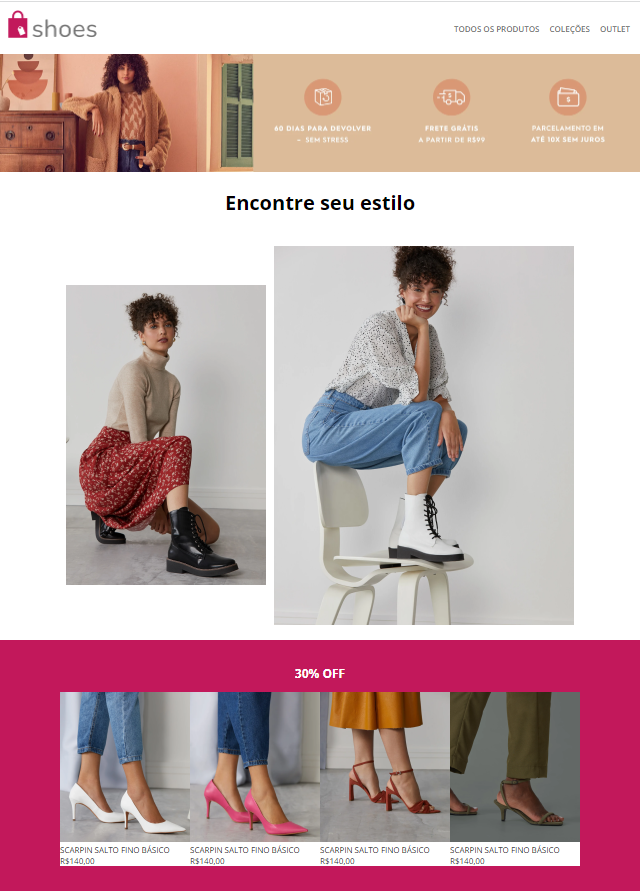 shoes
TODOS OS PRODUTOS COLEÇÕES OUTLET
60 DIAS PARA DEVOLVER
– SEM STRESS
FRETE GRÁTIS
A PARTIR DE R$99
PARCELAMENTO EM
ATÉ 10X SEM JUROS
Encontre seu estilo
30% OFF
SCARPIN SALTO FINO BÁSICO
R$140,00
SCARPIN SALTO FINO BÁSICO
R$140,00
SCARPIN SALTO FINO BÁSICO
R$140,00
SCARPIN SALTO FINO BÁSICO
R$140,00